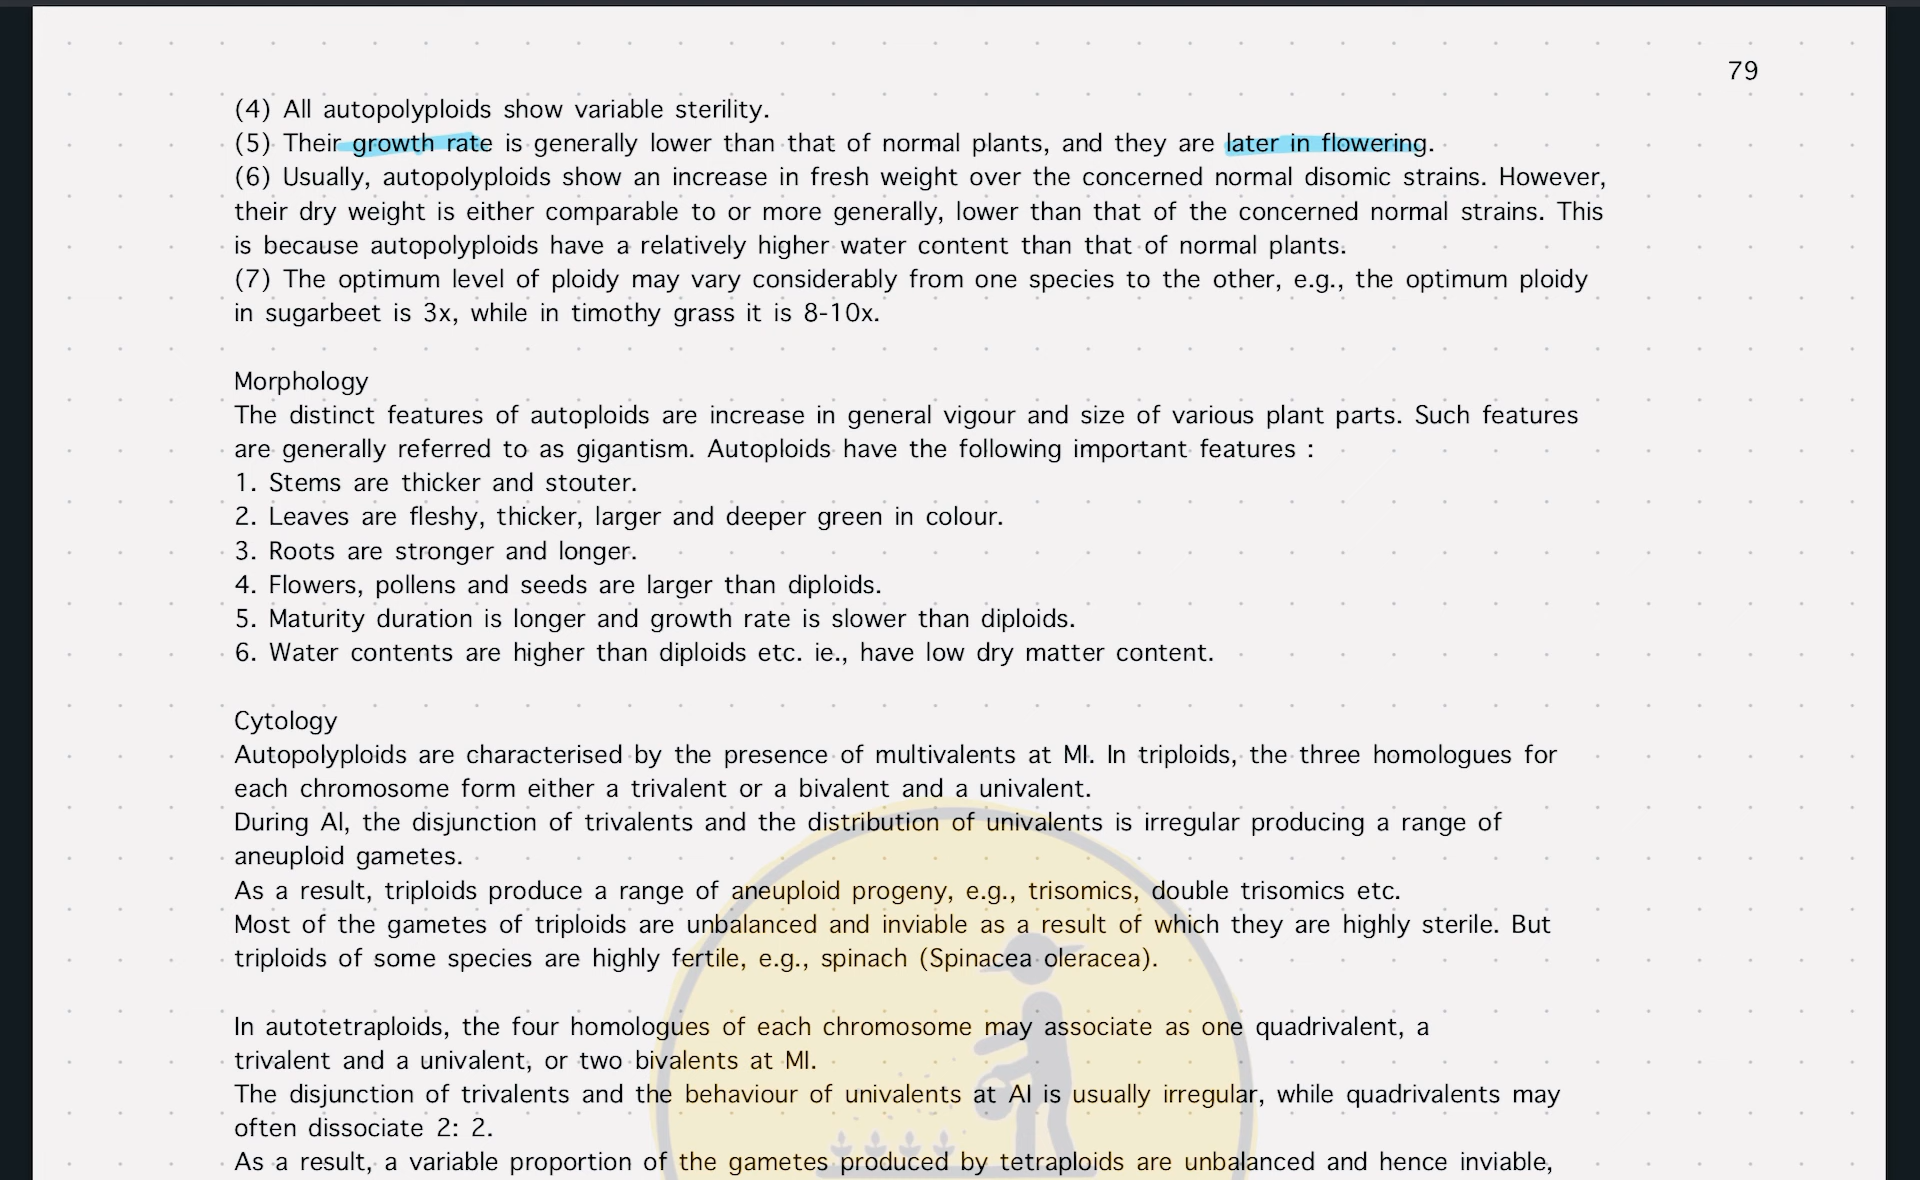 79
(4) All autopolyploids show variable sterility.
(5) Their growth rate is generally lower than that of normal plants, and they are later in flowering.
(6) Usually, autopolyploids show an increase in fresh weight over the concerned normal disomic strains. However,
their dry weight is either comparable to or more generally, lower than that of the concerned normal strains. This
is because autopolyploids have a relatively higher water content than that of normal plants.
(7) The optimum level of ploidy may vary considerably from one species to the other, e.g., the optimum ploidy
in sugarbeet is 3x, while in timothy grass it is 8-10x.
Morphology
The distinct features of autoploids are increase in general vigour and size of various plant parts. Such features
are generally referred to as gigantism. Autoploids have the following important features :
1. Stems are thicker and stouter.
2. Leaves are fleshy, thicker, larger and deeper green in colour.
3. Roots are stronger and longer.
4. Flowers, pollens and seeds are larger than diploids.
5. Maturity duration is longer and growth rate is slower than diploids.
6. Water contents are higher than diploids etc. ie., have low dry matter content.
Cytology
Autopolyploids are characterised by the presence of multivalents at MI. In triploids, the three homologues for
each chromosome form either a trivalent or a bivalent and a univalent.
During AI, the disjunction of trivalents and the distribution of univalents is irregular producing a range of
aneuploid gametes.
As a result, triploids produce a range of aneuploid progeny, e.g., trisomics, double trisomics etc.
Most of the gametes of triploids are unbalanced and inviable as a result of which they are highly sterile. But
triploids of some species are highly fertile, e.g., spinach (Spinacea oleracea).
In autotetraploids, the four homologues of each chromosome may associate as one quadrivalent, a
trivalent and a univalent, or two bivalents at MI.
The disjunction of trivalents and the behaviour of univalents at AI is usually irregular, while quadrivalents may
often dissociate 2: 2.
As a result, a variable proportion of the gametes produced by tetraploids are unbalanced and hence inviable,